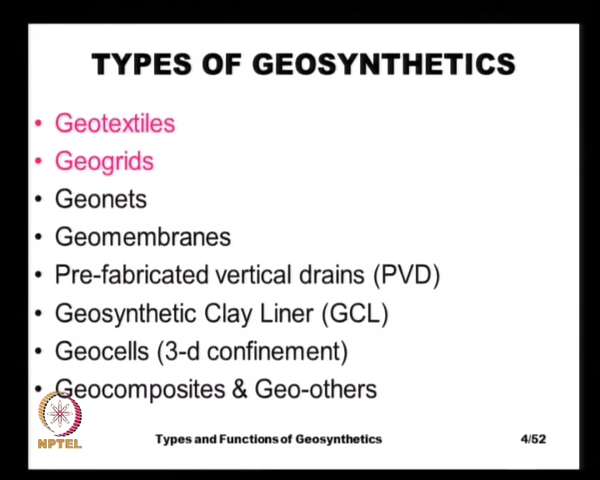 TYPES OF GEOSYNTHETICS
• Geotextiles
• Geogrids
• Geonets
• Geomembranes
• Pre-fabricated vertical drains (PVD)
• Geosynthetic Clay Liner (GCL)
• Geocells (3-d confinement)
• Geocomposites & Geo-others
NPTEL
Types and Functions of Geosynthetics 4/52